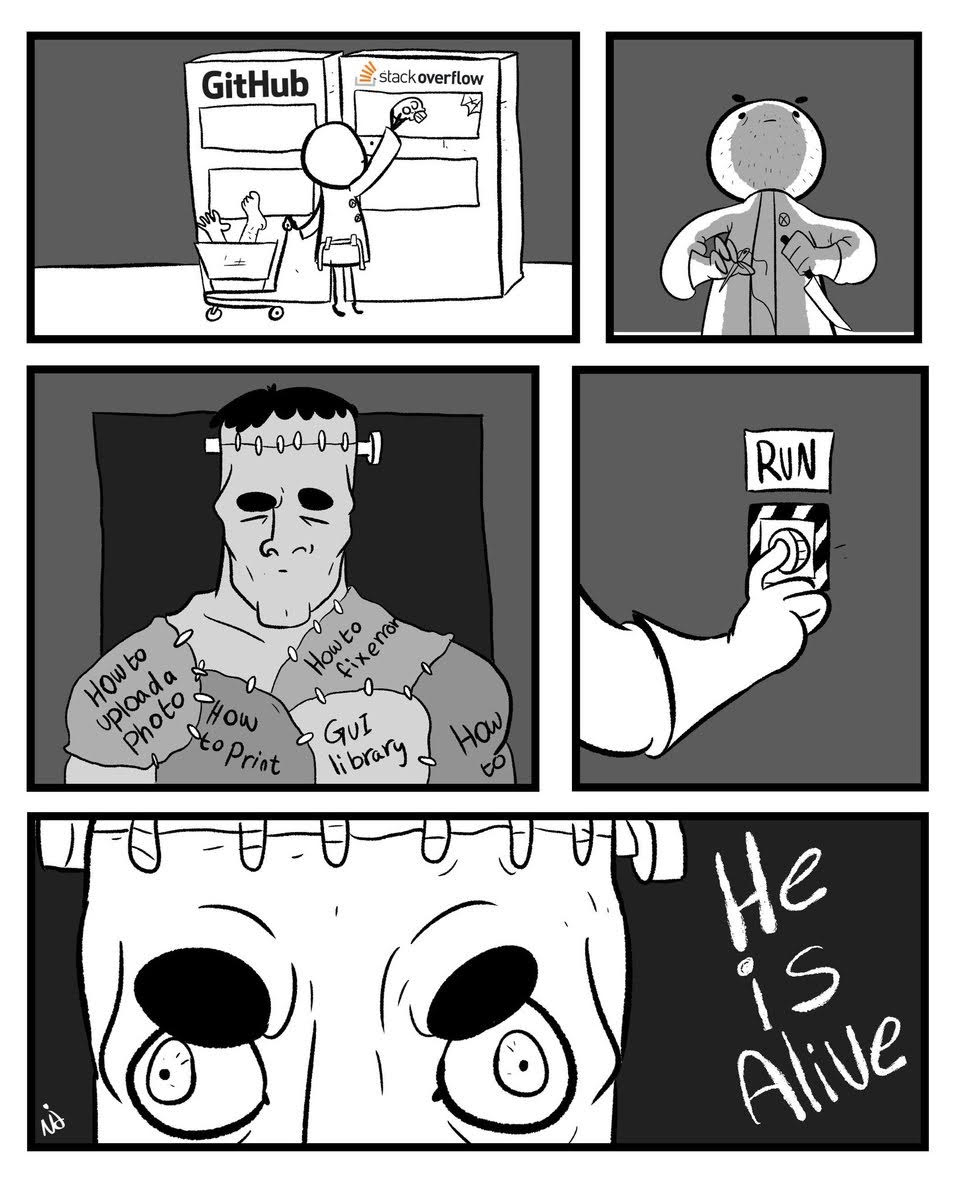 GitHub
stackoverflow
How to
upload a
photo
How
to print
How to
fix error
GUI
library
How
to
RUN
He
is
Alive